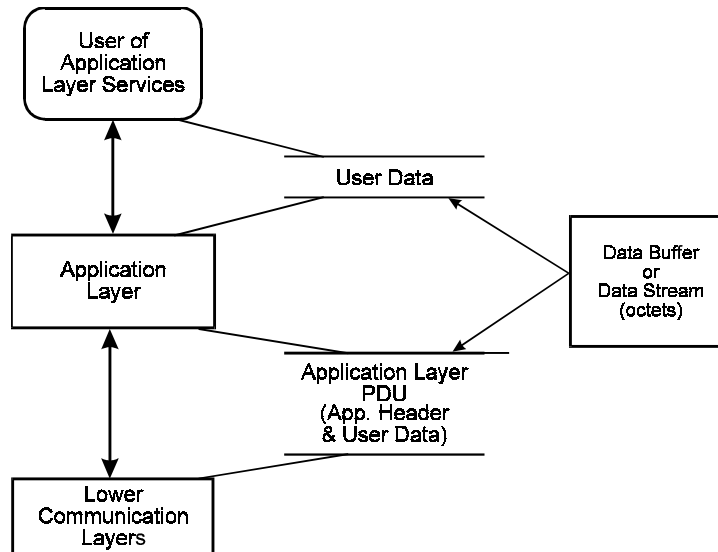 User of
Application
Layer Services
User Data
Application
Layer
Data Buffer
or
Data Stream
(octets)
Application Layer
PDU
(App. Header
& User Data)
Lower
Communication
Layers